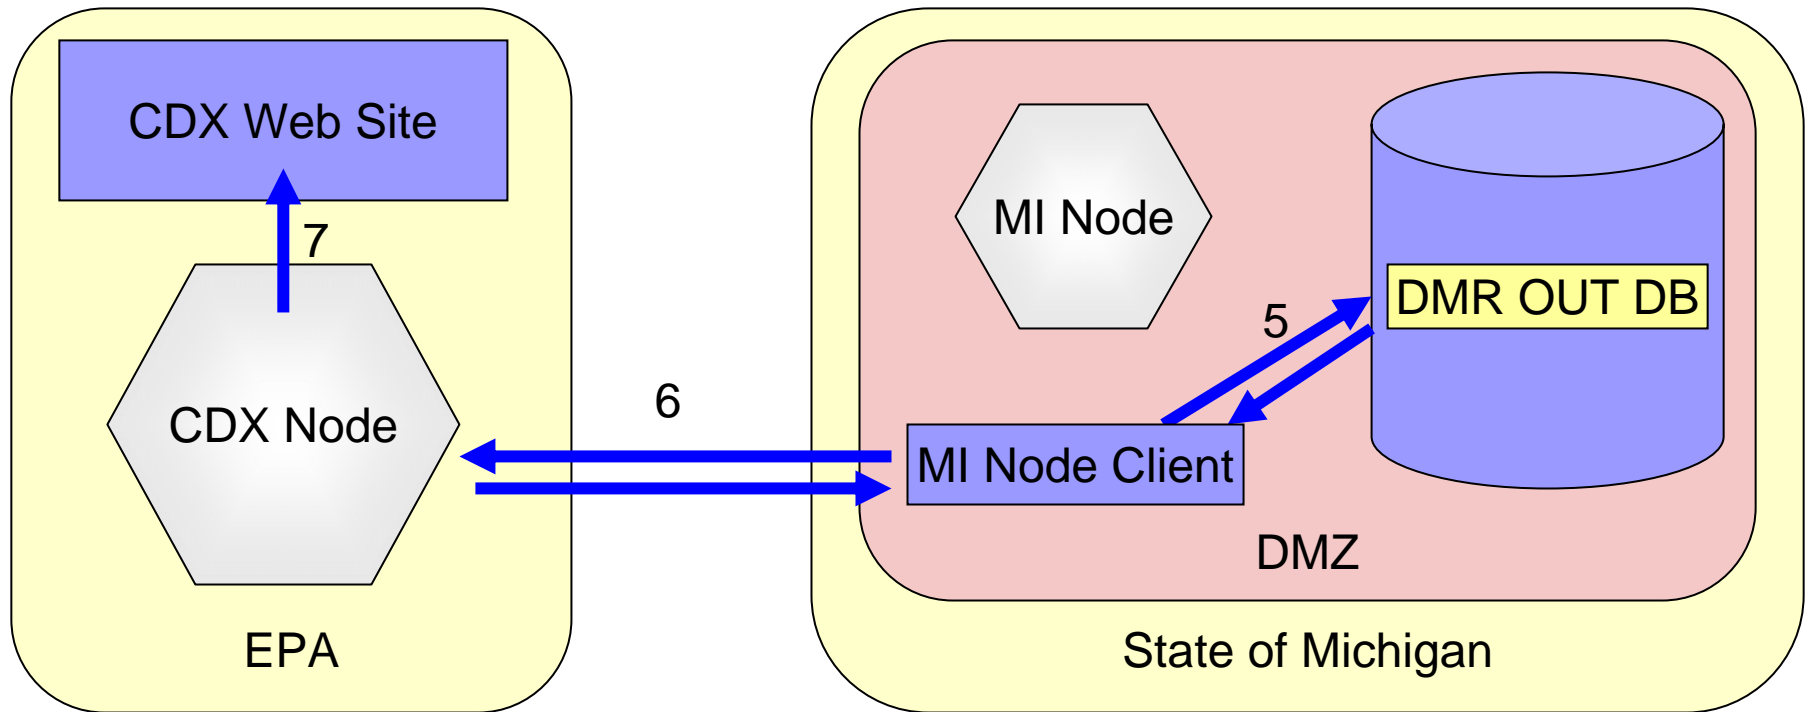 CDX Web Site
7
CDX Node
EPA
6
MI Node
5
DMR OUT DB
MI Node Client
DMZ
State of Michigan